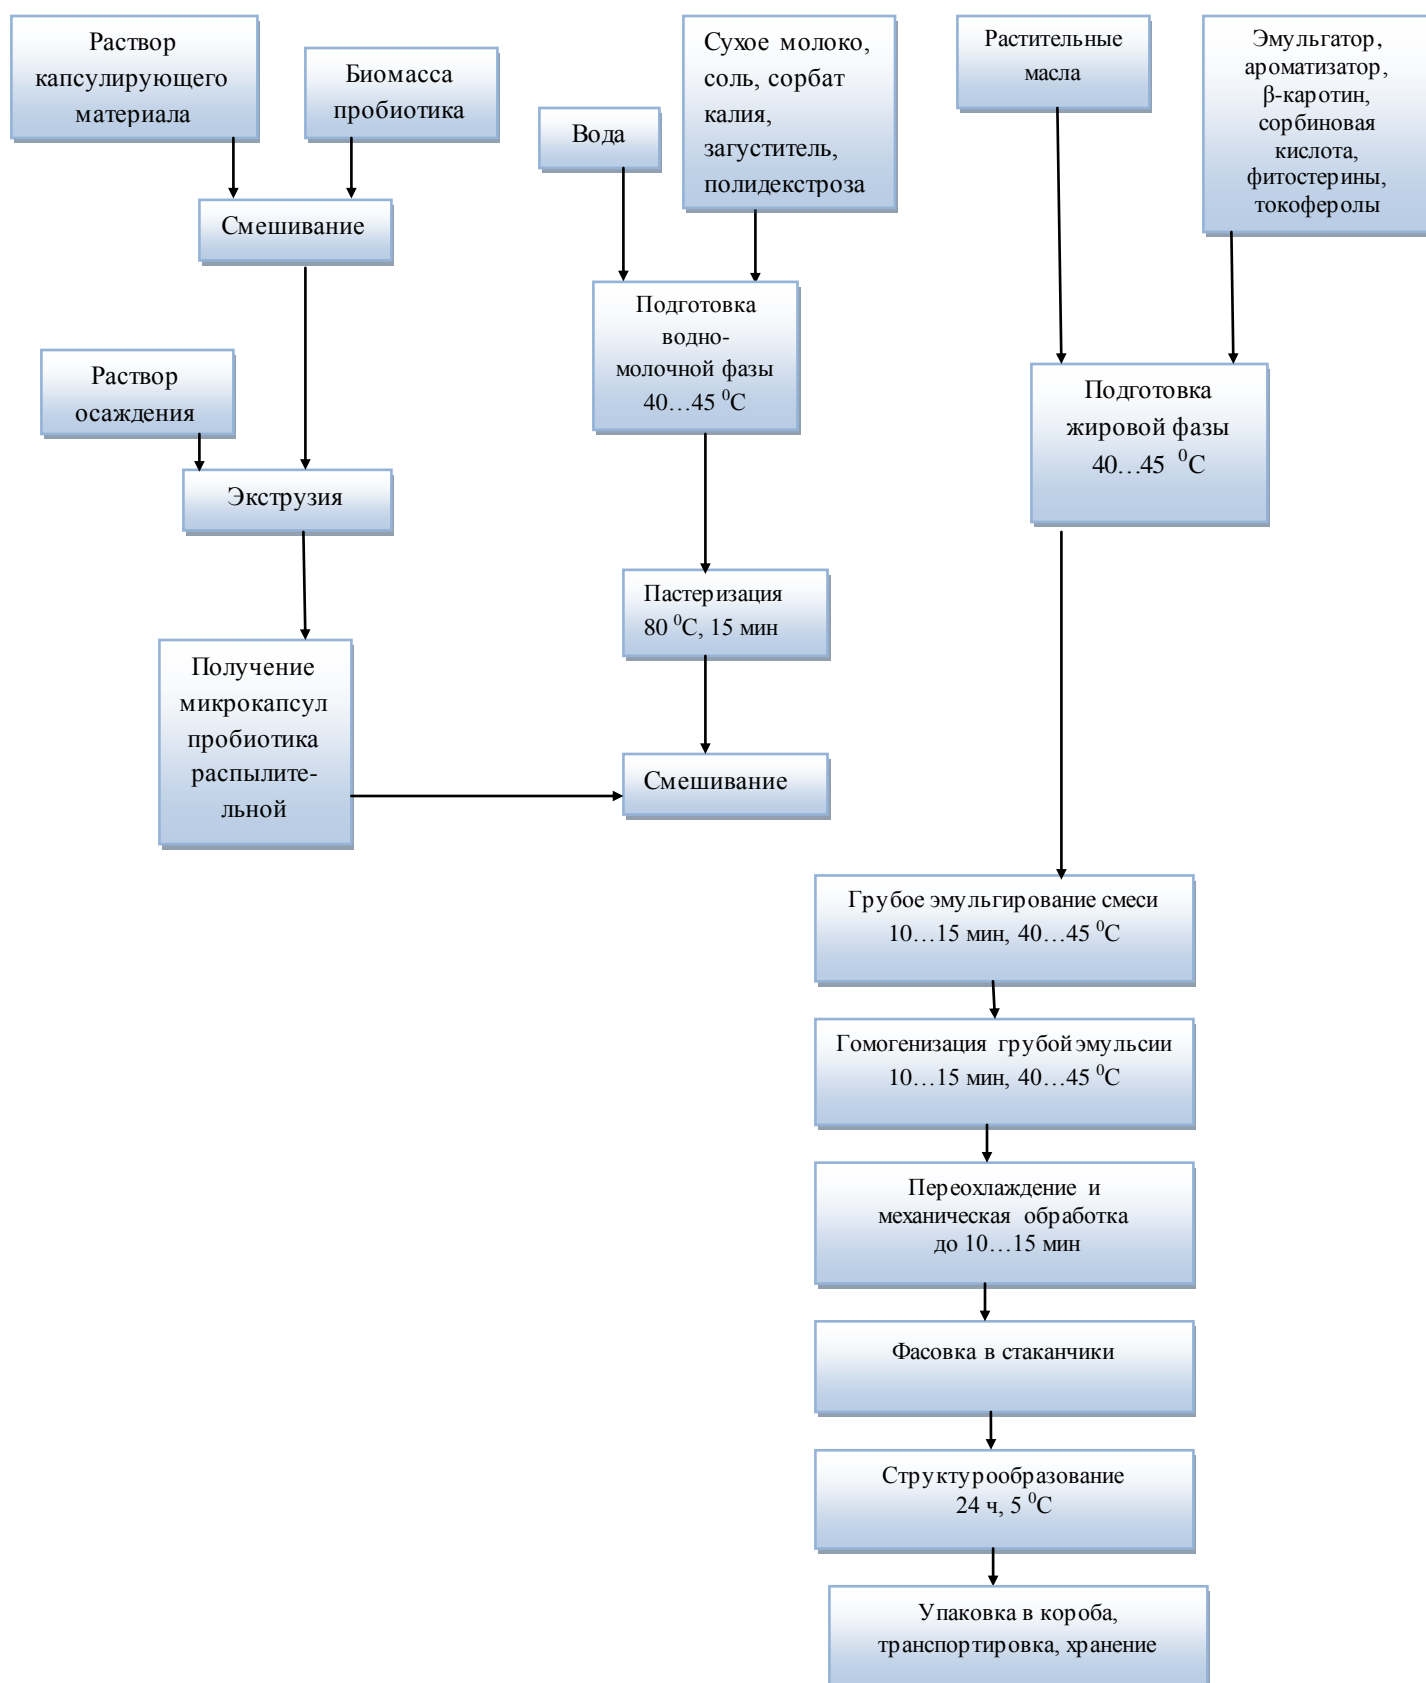 Раствор
капсулирующего
материала
Биомасса
пробиотика
Вода
Сухое молоко,
соль, сорбат
калия,
загуститель,
полидекстроза
Растительные
масла
Эмульгатор,
ароматизатор,
β-каротин,
сорбиновая
кислота,
фитостерины,
токоферолы
Смешивание
Подготовка
водно-
молочной фазы
40…45 ⁰С
Раствор
осаждения
Подготовка
жировой фазы
40…45 ⁰С
Экструзия
Пастеризация
80 ⁰С, 15 мин
Получение
микрокапсул
пробиотика
распылите-
льной
Смешивание
Грубое эмульгирование смеси
10…15 мин, 40…45 ⁰С
Гомогенизация грубой эмульсии
10…15 мин, 40…45 ⁰С
Переохлаждение и
механическая обработка
до 10…15 мин
Фасовка в стаканчики
Структурообразование
24 ч, 5 ⁰С
Упаковка в короба,
транспортировка, хранение